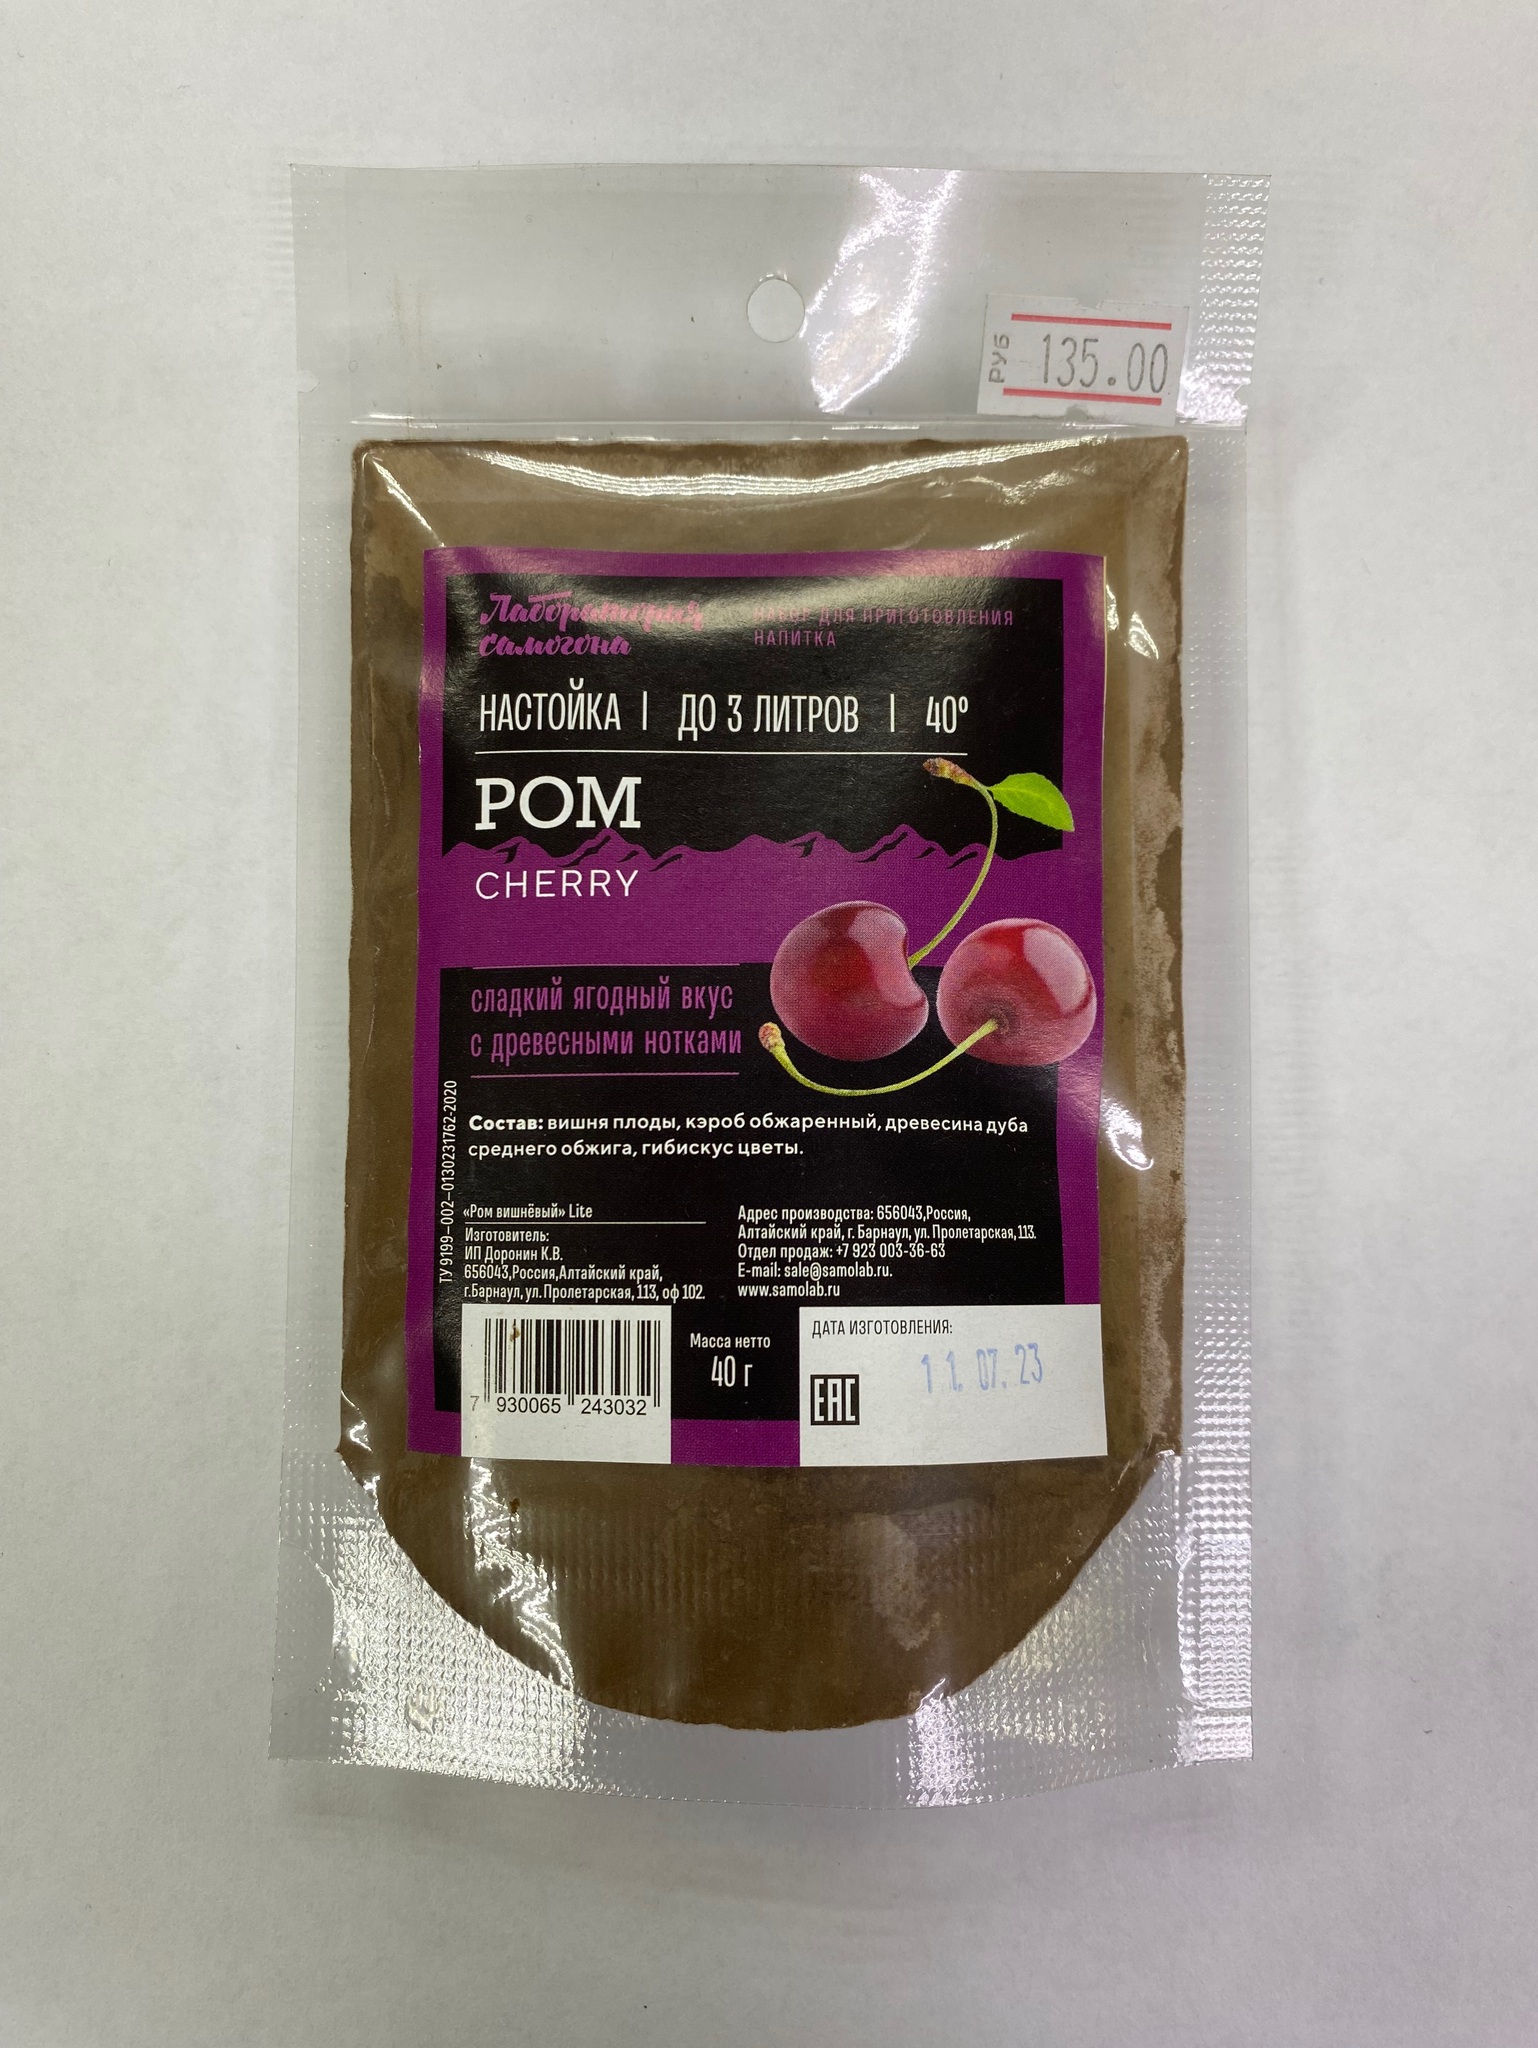 РУБ 135.00
Лаборатория
самогона
НАБОР ДЛЯ ПРИГОТОВЛЕНИЯ
НАПИТКА
НАСТОЙКА | ДО 3 ЛИТРОВ | 40°
РОМ
CHERRY
сладкий ягодный вкус
с древесными нотками
Состав: вишня плоды, кэроб обжаренный, древесина дуба
среднего обжига, гибискус цветы.
ТУ 9199-002-0130231762-2020
«Ром вишнёвый» Lite
Изготовитель:
ИП Доронин К.В.
656043,Россия,Алтайский край,
г.Барнаул, ул. Пролетарская, 113, оф 102.
Адрес производства: 656043,Россия,
Алтайский край, г. Барнаул, ул. Пролетарская, 113.
Отдел продаж: +7 923 003-36-63
E-mail: sale@samolab.ru.
www.samolab.ru
7 930065 243032
Масса нетто
40 г
ДАТА ИЗГОТОВЛЕНИЯ:
11.07.23
EAC